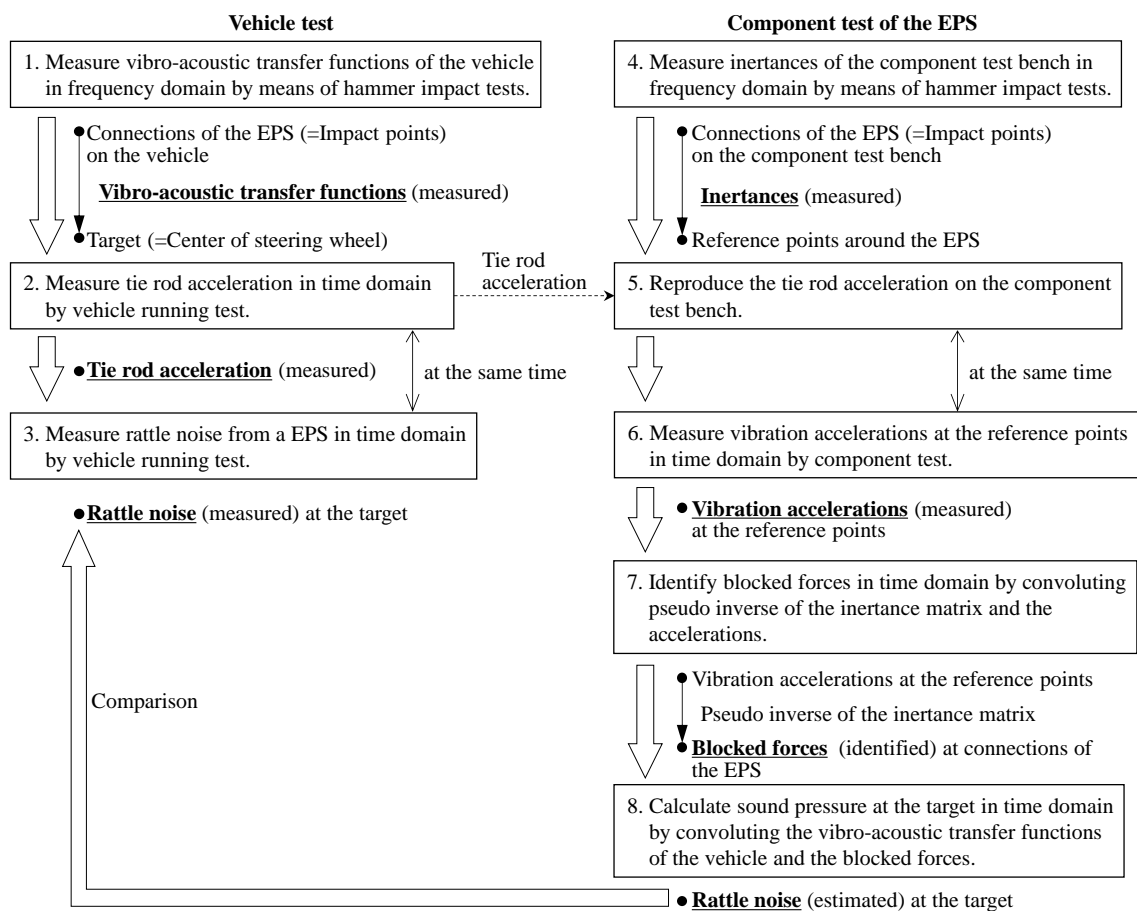 Vehicle test
1. Measure vibro-acoustic transfer functions of the vehicle
in frequency domain by means of hammer impact tests.
Connections of the EPS (=Impact points)
on the vehicle
Vibro-acoustic transfer functions (measured)
Target (=Center of steering wheel)
2. Measure tie rod acceleration in time domain
by vehicle running test.
Tie rod
acceleration
Tie rod acceleration (measured)
at the same time
3. Measure rattle noise from a EPS in time domain
by vehicle running test.
Rattle noise (measured) at the target
Comparison
Component test of the EPS
4. Measure inertances of the component test bench in
frequency domain by means of hammer impact tests.
Connections of the EPS (=Impact points)
on the component test bench
Inertances (measured)
Reference points around the EPS
5. Reproduce the tie rod acceleration on the component
test bench.
at the same time
6. Measure vibration accelerations at the reference points
in time domain by component test.
Vibration accelerations (measured)
at the reference points
7. Identify blocked forces in time domain by convoluting
pseudo inverse of the inertance matrix and the
accelerations.
Vibration accelerations at the reference points
Pseudo inverse of the inertance matrix
Blocked forces (identified) at connections of
the EPS
8. Calculate sound pressure at the target in time domain
by convoluting the vibro-acoustic transfer functions
of the vehicle and the blocked forces.
Rattle noise (estimated) at the target